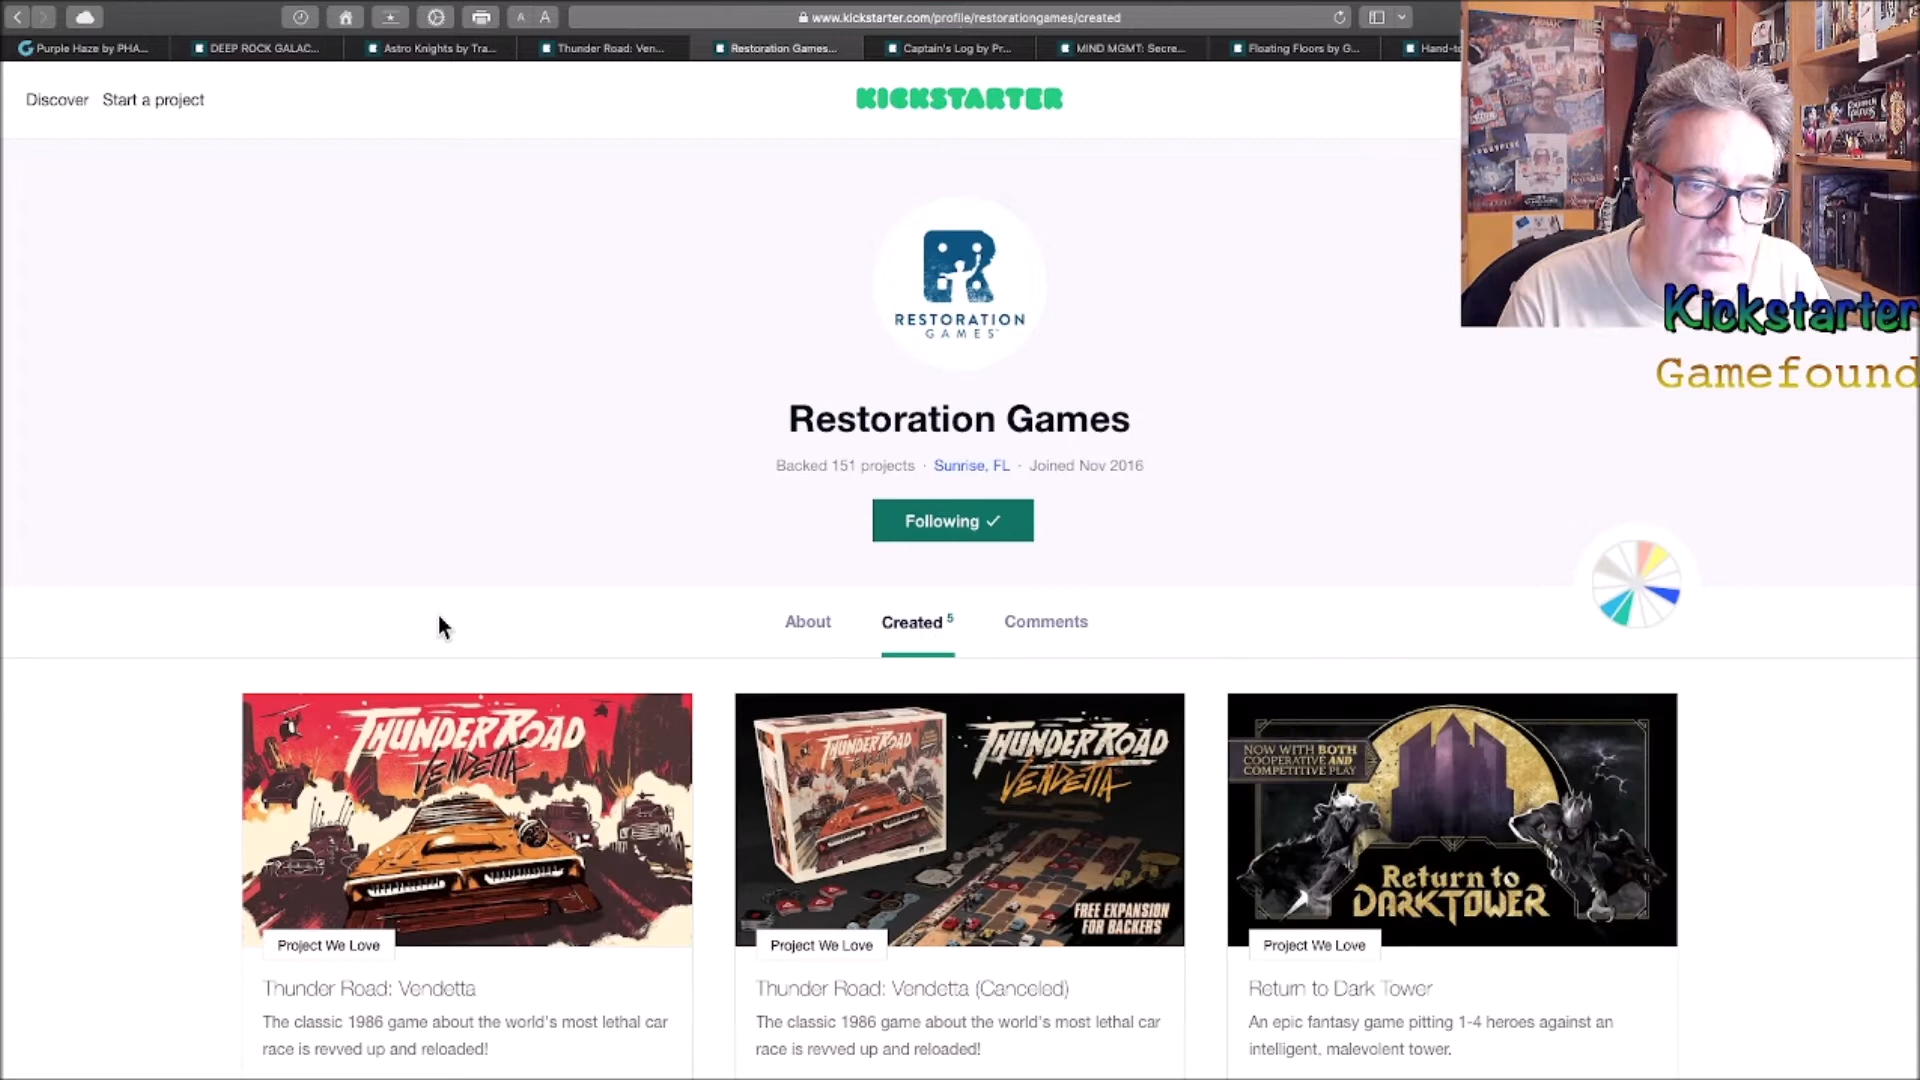 www.kickstarter.com/profile/restorationgames/created
Purple Haze by PHA...
DEEP ROCK GALAC...
Astro Knights by Tra...
Thunder Road: Ven...
Restoration Games...
Captain's Log by Pr...
MIND MGMT: Secre...
Floating Floors by G...
Hand-to
Discover
Start a project
KICKSTARTER
RESTORATION
GAMES
Kickstarter
Gamefound
Restoration Games
Backed 151 projects · Sunrise, FL · Joined Nov 2016
Following ✓
About
Created 5
Comments
THUNDER ROAD
VENDETTA
THUNDER ROAD
VENDETTA
THUNDER ROAD
VENDETTA
FREE EXPANSION
FOR BACKERS
NOW WITH BOTH
COOPERATIVE AND
COMPETITIVE PLAY
Return to
DARK TOWER
Project We Love
Project We Love
Project We Love
Thunder Road: Vendetta
The classic 1986 game about the world's most lethal car
race is revved up and reloaded!
Thunder Road: Vendetta (Canceled)
The classic 1986 game about the world's most lethal car
race is revved up and reloaded!
Return to Dark Tower
An epic fantasy game pitting 1-4 heroes against an
intelligent, malevolent tower.